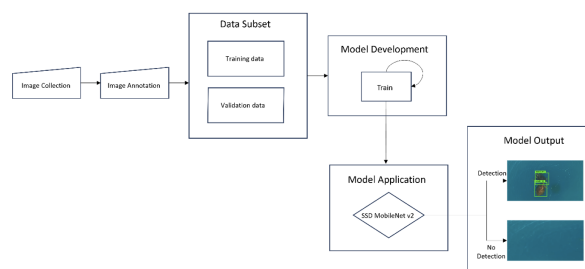 Data Subset
Training data
Validation data
Image Collection
Image Annotation
Model Development
Train
Model Application
SSD MobileNet v2
Model Output
Detection
No
Detection